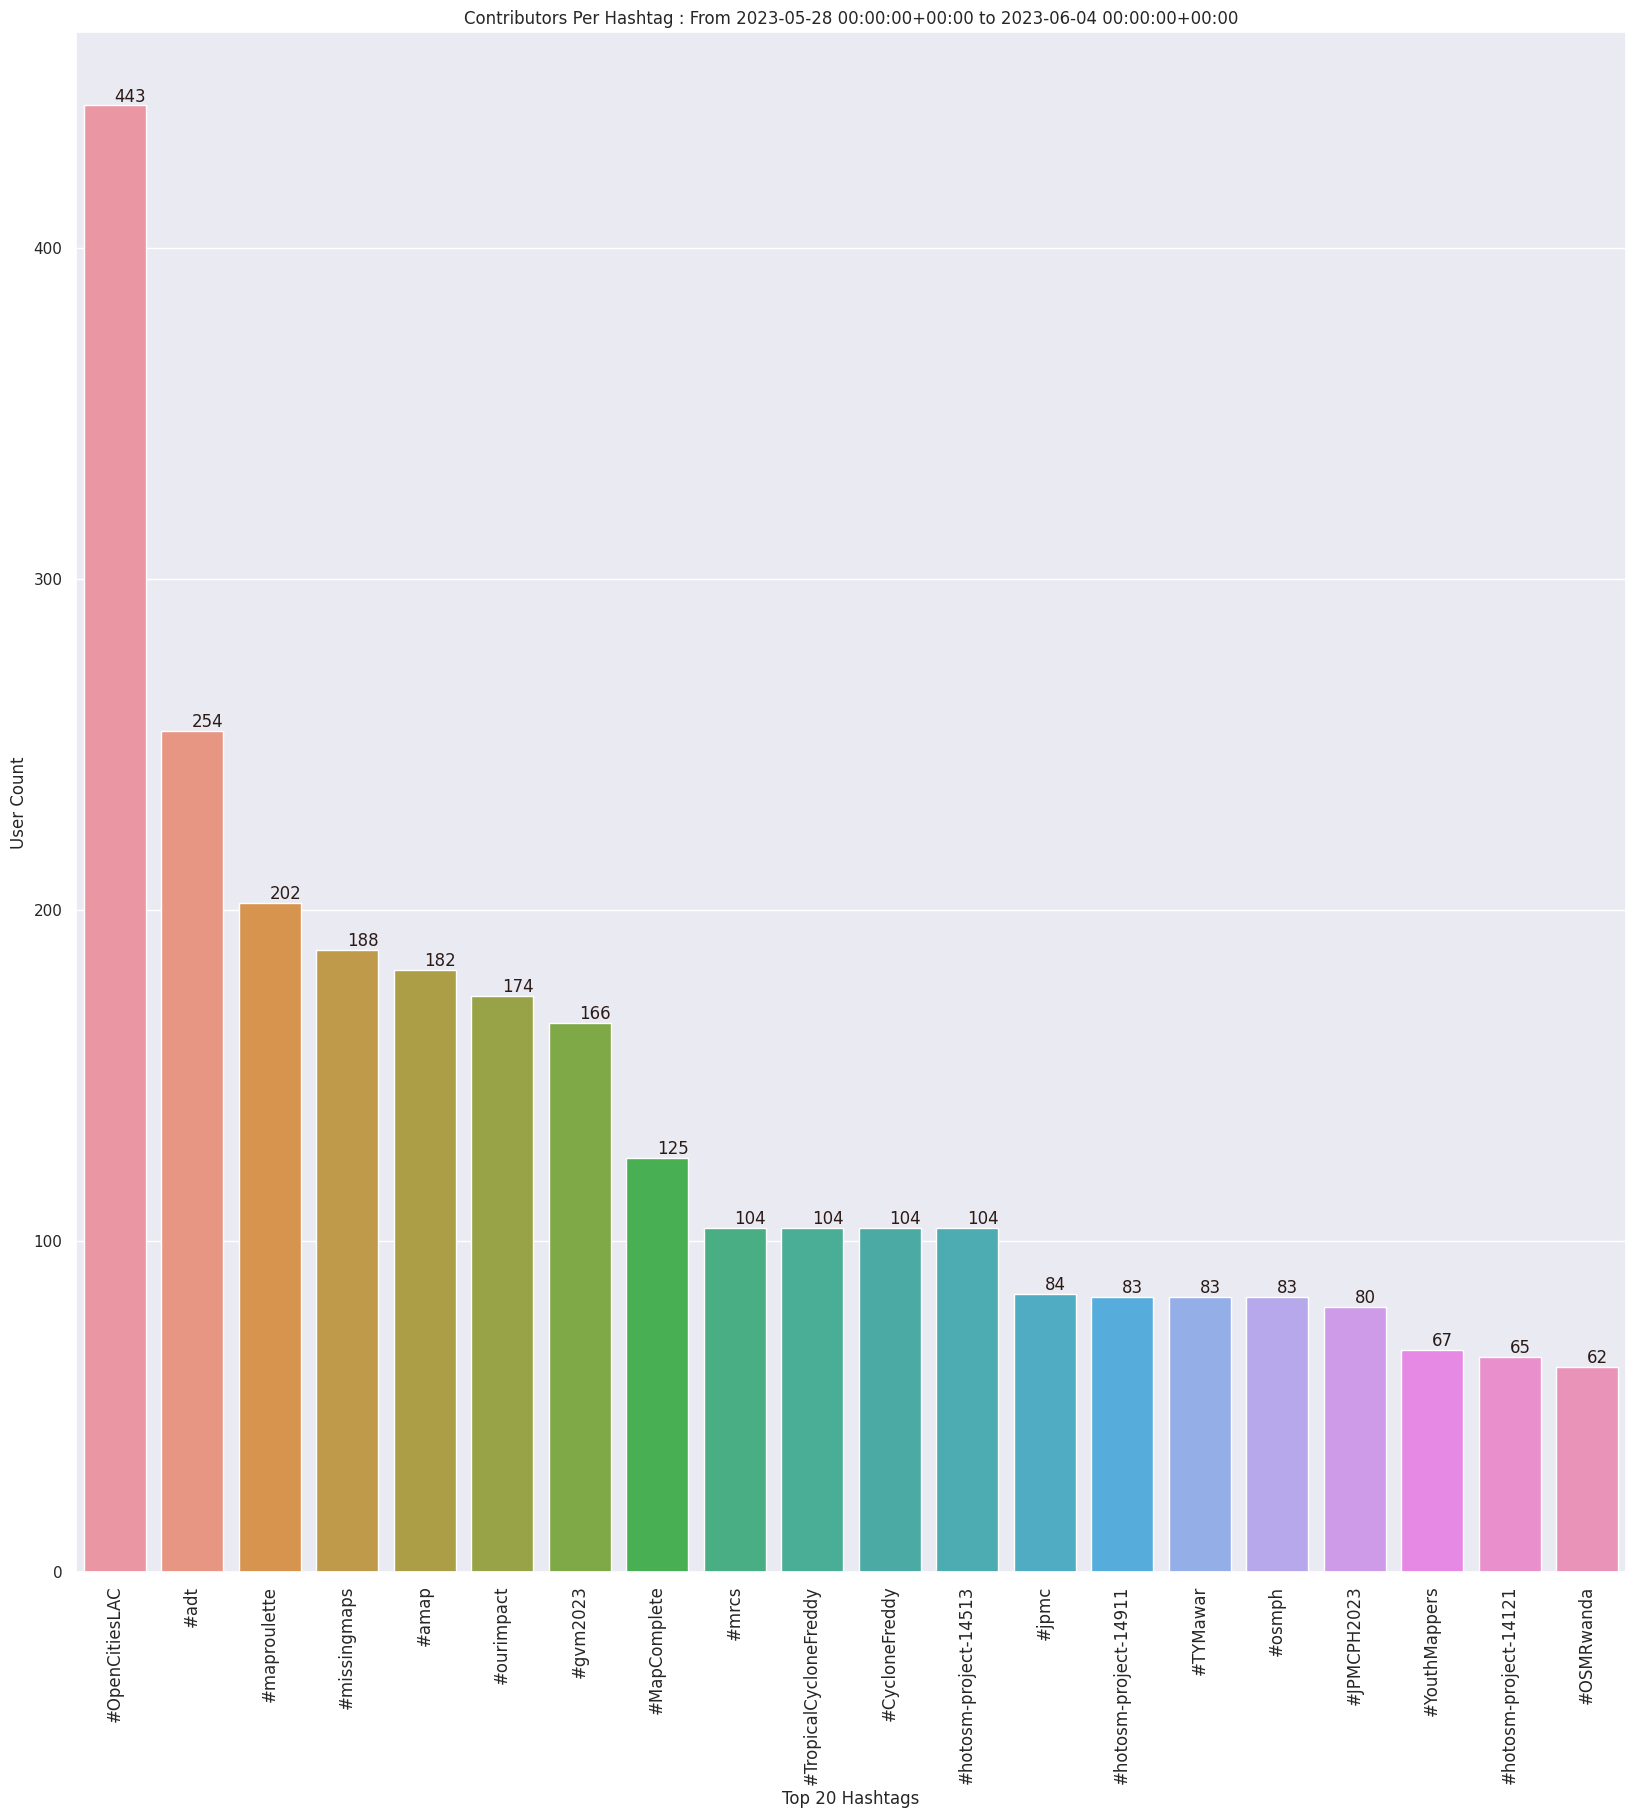 Contributors Per Hashtag : From 2023-05-28 00:00:00+00:00 to 2023-06-04 00:00:00+00:00
User Count
400
300
200
100
0
443
254
202
188
182
174
166
125
104
104
104
104
84
83
83
83
80
67
65
62
#OpenCitiesLAC
#adt
#maproulette
#missingmaps
#amap
#ourimpact
#gvm2023
#MapComplete
#mrcs
#TropicalCycloneFreddy
#CycloneFreddy
#hotosm-project-14513
#jpmc
#hotosm-project-14911
#TYMawar
#osmph
#JPMCPH2023
#YouthMappers
#hotosm-project-14121
#OSMRwanda
Top 20 Hashtags